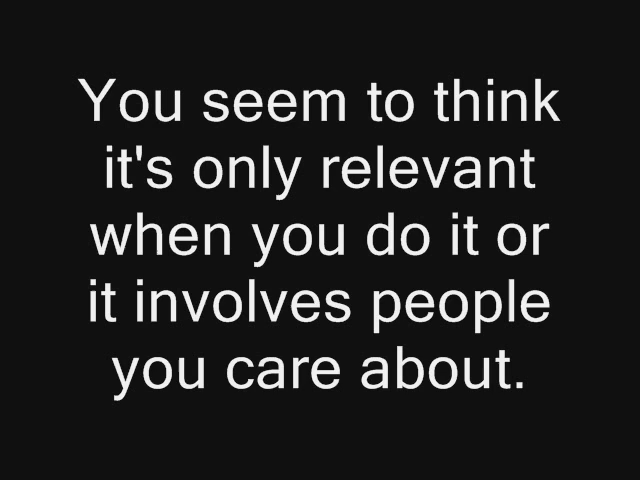 You seem to think
it's only relevant
when you do it or
it involves people
you care about.